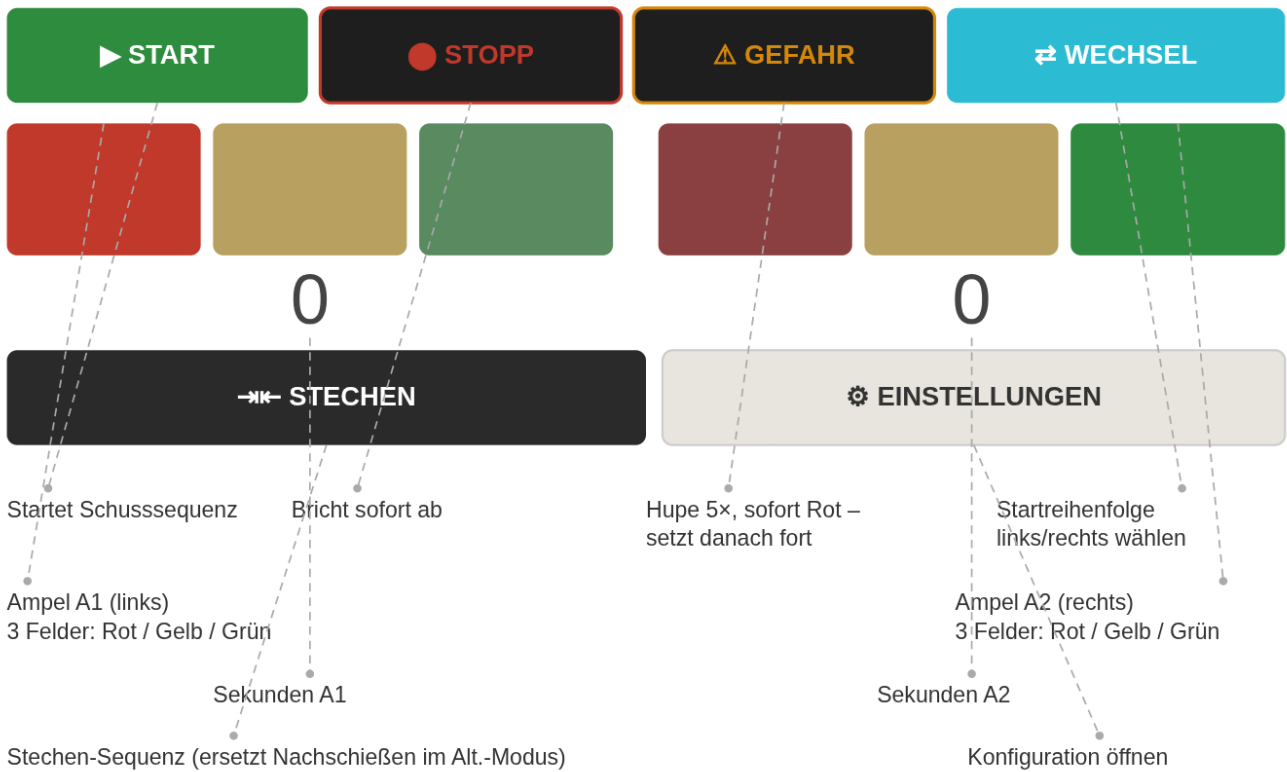 ▶ START
⬤ STOPP
⚠ GEFAHR
⇄ WECHSEL
0
0
⇥⇤ STECHEN
⚙ EINSTELLUNGEN
Startet Schusssequenz
Bricht sofort ab
Hupe 5×, sofort Rot –
setzt danach fort
Startreihenfolge
links/rechts wählen
Ampel A1 (links)
3 Felder: Rot / Gelb / Grün
Ampel A2 (rechts)
3 Felder: Rot / Gelb / Grün
Sekunden A1
Sekunden A2
Stechen-Sequenz (ersetzt Nachschießen im Alt.-Modus)
Konfiguration öffnen